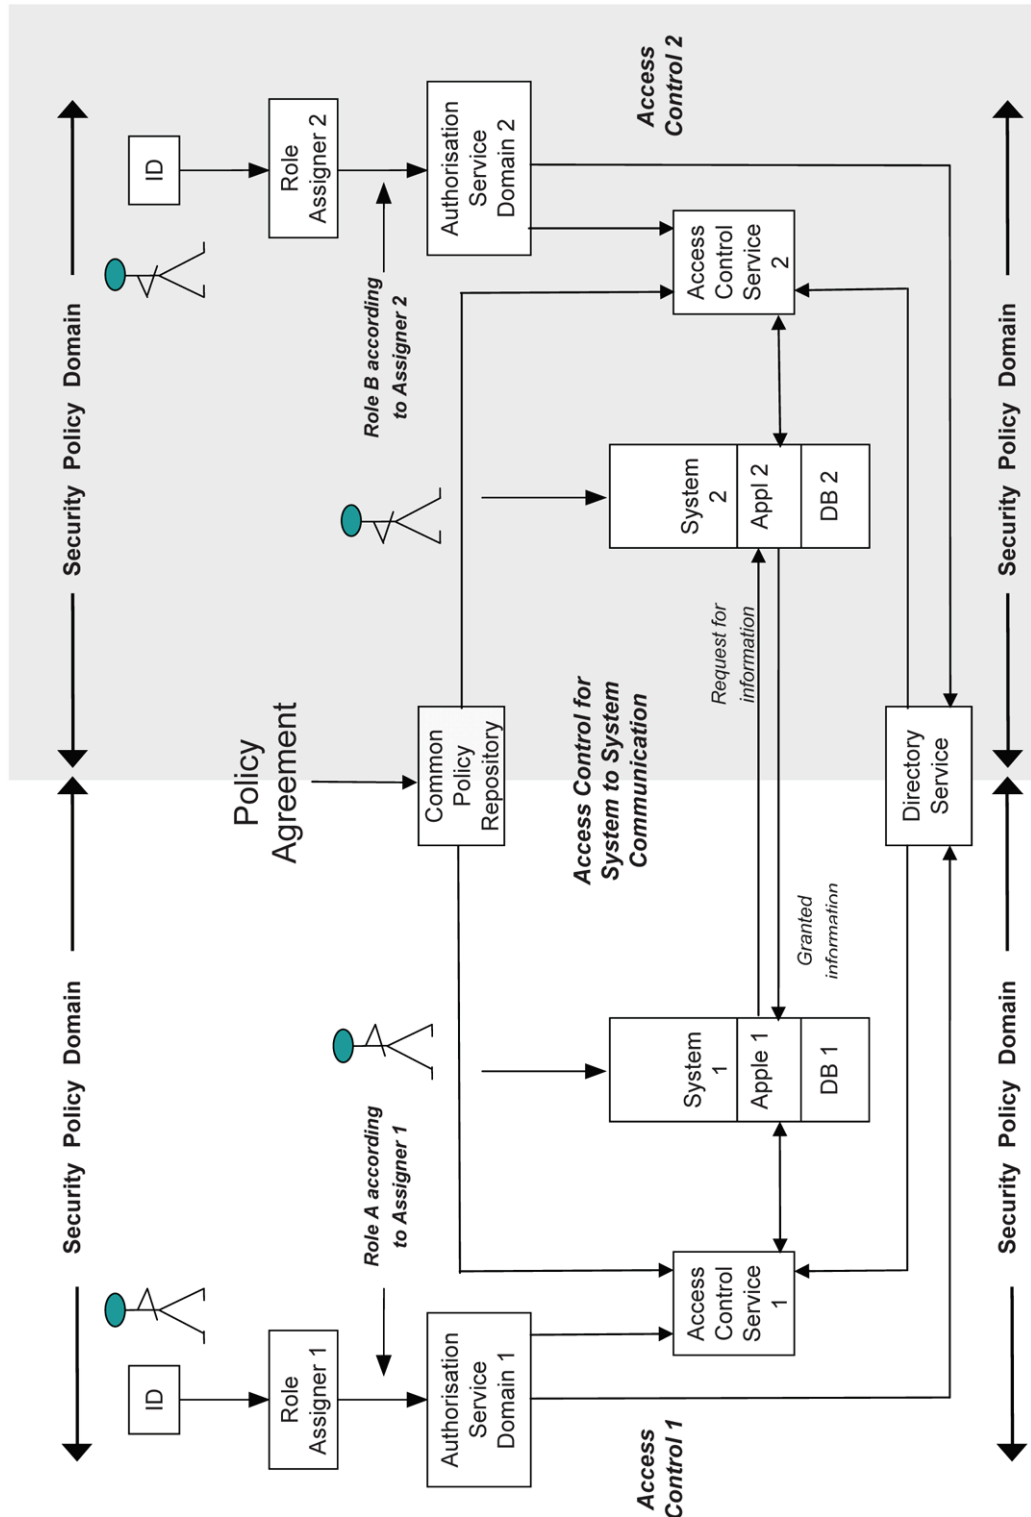 Security Policy Domain
Security Policy Domain
ID
ID
Role
Assigner 1
Policy
Agreement
Role
Assigner 2
Role A according
to Assigner 1
Role B according
to Assigner 2
Authorisation
Service
Domain 1
Common
Policy
Repository
Authorisation
Service
Domain 2
Access
Control 1
Access Control for
System to System
Communication
Access
Control 2
Access
Control
Service
1
System
1
Apple 1
DB 1
Request for
information
Granted
information
System
2
Appl 2
DB 2
Access
Control
Service
2
Directory
Service
Security Policy Domain
Security Policy Domain